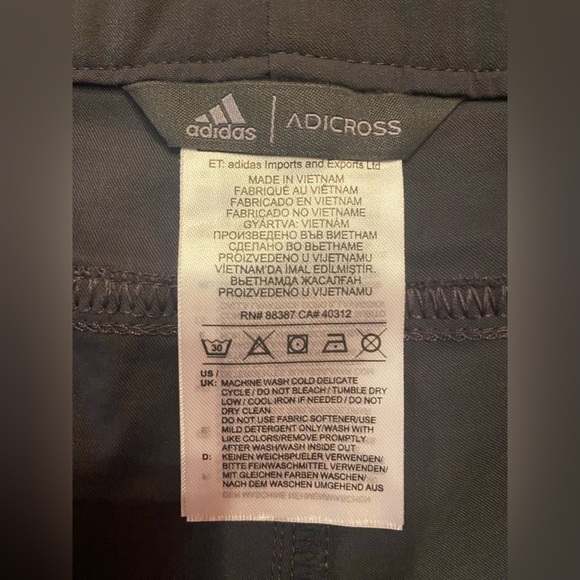 adidas | ADICROSS
ET: adidas Imports and Exports Ltd
MADE IN VIETNAM
FABRIQUÉ AU VIÊTNAM
FABRICADO EN VIETNAM
FABRICADO NO VIETNAME
GYÁRTVA: VIETNAM
ПРОИЗВЕДЕНО ВЪВ ВИЕТНАМ
СДЕЛАНО ВО ВЬЕТНАМЕ
PROIZVEDENO U VIJETNAMU
VİETNAM'DA İMAL EDİLMİŞTİR.
ВЬЕТНАМДА ЖАСАЛҒАН
PROIZVEDENO U VIJETNAMU
RN# 88387 CA# 40312
30
US /
UK: MACHINE WASH COLD DELICATE
CYCLE / DO NOT BLEACH / TUMBLE DRY
LOW / COOL IRON IF NEEDED / DO NOT
DRY CLEAN
DO NOT USE FABRIC SOFTENER/USE
MILD DETERGENT ONLY/WASH WITH
LIKE COLORS/REMOVE PROMPTLY
AFTER WASH/WASH INSIDE OUT
D: KEINEN WEICHSPUELER VERWENDEN/
BITTE FEINWASCHMITTEL VERWENDEN/
MIT GLEICHEN FARBEN WASCHEN/
NACH DEM WASCHEN UMGEHEND AUS